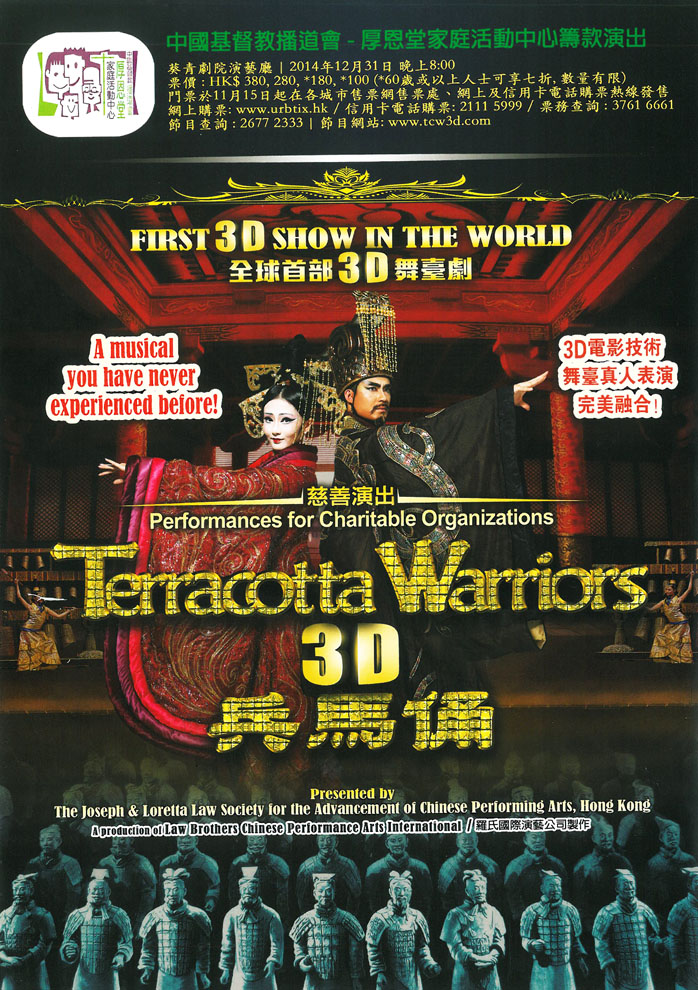 中國基督教播道會 - 厚恩堂家庭活動中心籌款演出
厚恩堂
家庭活動中心
葵青劇院演藝廳 | 2014年12月31日 晚上8:00
票價 : HK$ 380, 280, *180, *100 (*60歲或以上人士可享七折, 數量有限)
門票於11月15日起在各城市售票網售票處、網上及信用卡電話購票熱線發售
網上購票: www.urbtix.hk / 信用卡電話購票: 2111 5999 / 票務查詢 : 3761 6661
節目查詢 : 2677 2333 | 節目網站: www.tcw3d.com
FIRST 3D SHOW IN THE WORLD
全球首部3D舞臺劇
A musical
you have never
experienced before!
3D電影技術
舞臺真人表演
完美融合!
慈善演出
Performances for Charitable Organizations
Terracotta Warriors
3D
兵馬俑
Presented by
The Joseph & Loretta Law Society for the Advancement of Chinese Performing Arts, Hong Kong
A production of Law Brothers Chinese Performance Arts International / 羅氏國際演藝公司製作